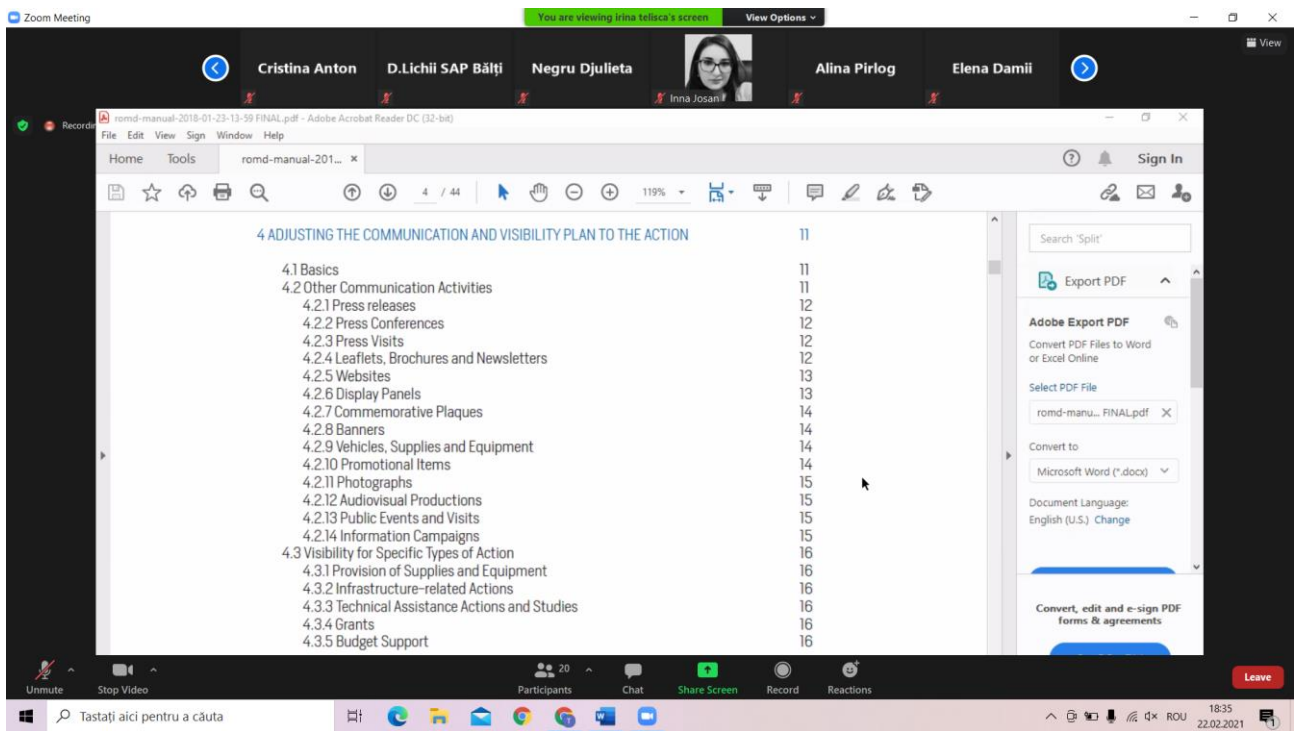 Zoom Meeting
You are viewing irina telisca's screen View Options
View
Cristina Anton D.Lichii SAP Bălți Negru Djulieta Inna Josan Alina Pirlog Elena Damii
Recordin
romd-manual-2018-01-23-13-59 FINAL.pdf - Adobe Acrobat Reader DC (32-bit)
File Edit View Sign Window Help
Home Tools romd-manual-201... × Sign In
4 / 44 119%
4 ADJUSTING THE COMMUNICATION AND VISIBILITY PLAN TO THE ACTION 11
4.1 Basics 11
4.2 Other Communication Activities 11
4.2.1 Press releases 12
4.2.2 Press Conferences 12
4.2.3 Press Visits 12
4.2.4 Leaflets, Brochures and Newsletters 12
4.2.5 Websites 13
4.2.6 Display Panels 13
4.2.7 Commemorative Plaques 14
4.2.8 Banners 14
4.2.9 Vehicles, Supplies and Equipment 14
4.2.10 Promotional Items 14
4.2.11 Photographs 15
4.2.12 Audiovisual Productions 15
4.2.13 Public Events and Visits 15
4.2.14 Information Campaigns 15
4.3 Visibility for Specific Types of Action 16
4.3.1 Provision of Supplies and Equipment 16
4.3.2 Infrastructure-related Actions 16
4.3.3 Technical Assistance Actions and Studies 16
4.3.4 Grants 16
4.3.5 Budget Support 16
Search 'Split'
Export PDF
Adobe Export PDF
Convert PDF Files to Word
or Excel Online
Select PDF File
romd-manu... FINAL.pdf
Convert to
Microsoft Word (*.docx)
Document Language:
English (U.S.) Change
Convert, edit and e-sign PDF
forms & agreements
Unmute Stop Video Participants 20 Chat Share Screen Record Reactions Leave
Tastați aici pentru a căuta ROU 18:35
22.02.2021
1